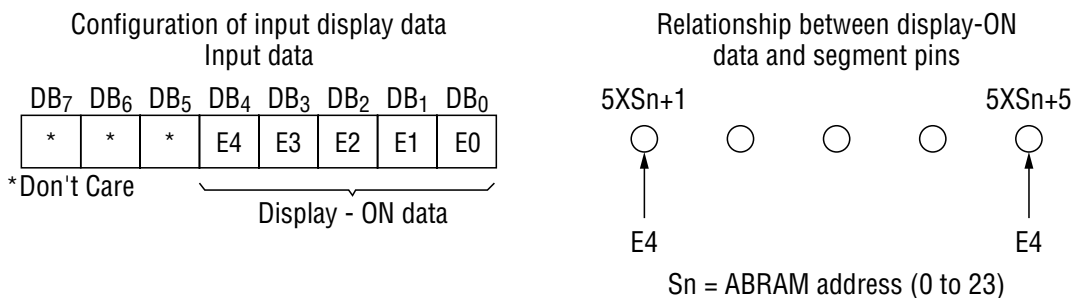 Configuration of input display data
Input data
DB7 DB6 DB5 DB4 DB3 DB2 DB1 DB0
* * * E4 E3 E2 E1 E0
*Don't Care
Display - ON data
Relationship between display-ON
data and segment pins
5XSn+1 5XSn+5
E4 E4
Sn = ABRAM address (0 to 23)